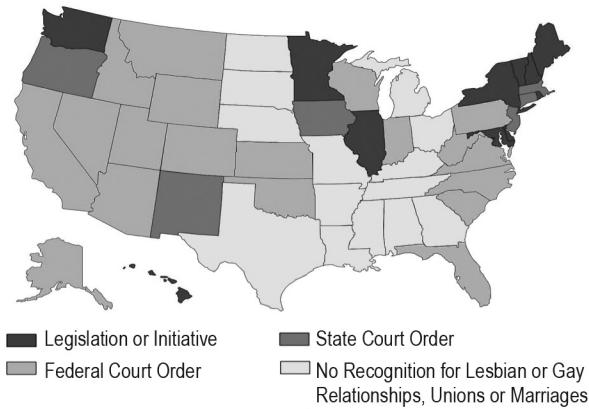 Legislation or Initiative
State Court Order
Federal Court Order
No Recognition for Lesbian or Gay
Relationships, Unions or Marriages